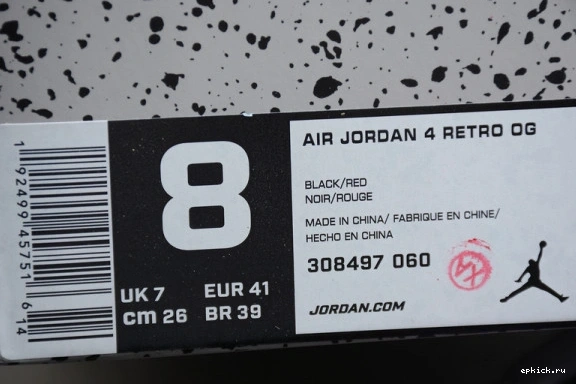 1 92499 45751 6 14
8
UK 7 EUR 41
cm 26 BR 39
AIR JORDAN 4 RETRO OG
BLACK/RED
NOIR/ROUGE
MADE IN CHINA/ FABRIQUE EN CHINE/
HECHO EN CHINA
308497 060
JORDAN.COM
epkick.ru